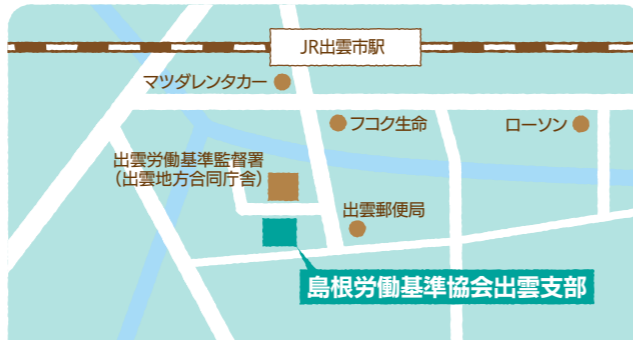 JR出雲市駅
マツダレンタカー
フコク生命
ローソン
出雲労働基準監督署
（出雲地方合同庁舎）
出雲郵便局
島根労働基準協会出雲支部